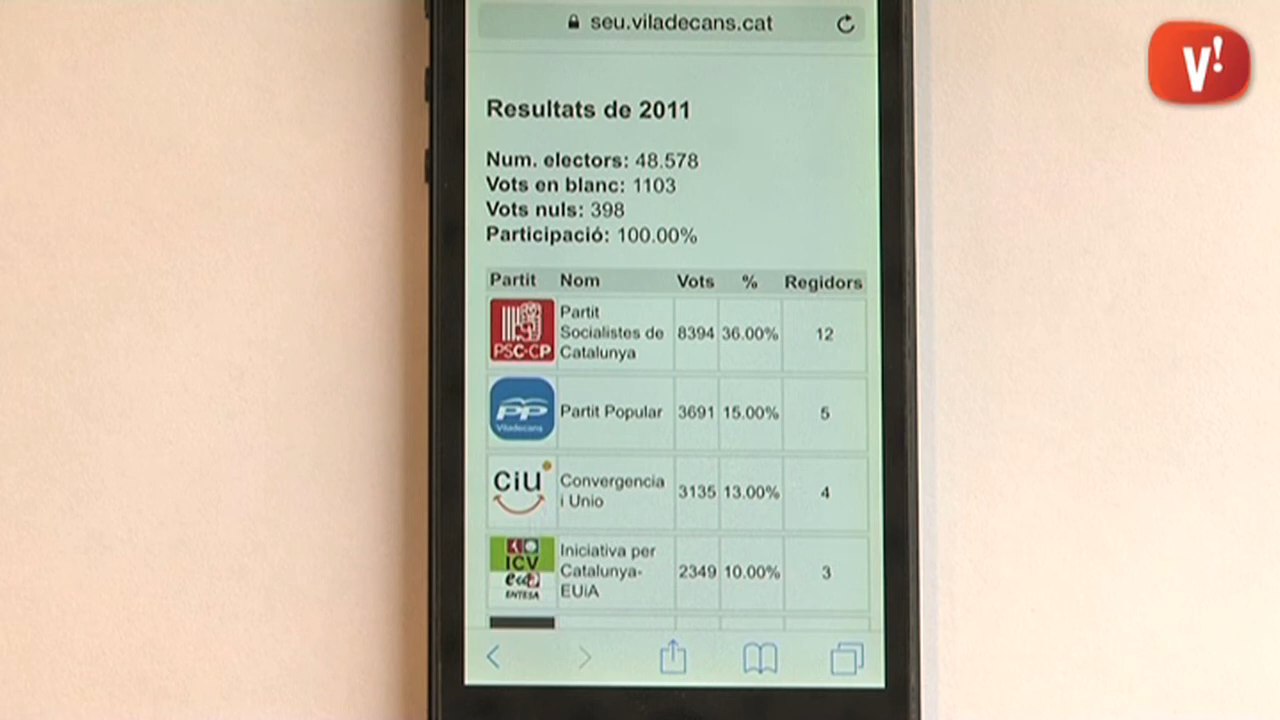 seu.viladecans.cat
V!
Resultats de 2011
Num. electors: 48.578
Vots en blanc: 1103
Vots nuls: 398
Participació: 100.00%
Partit Nom Vots % Regidors
PSC-CP
Partit
Socialistes de
Catalunya
8394 36.00% 12
PP
Viladecans
Partit Popular 3691 15.00% 5
CiU
Convergencia
i Unio
3135 13.00% 4
ICV
EUiA
ENTESA
Iniciativa per
Catalunya-
EUiA
2349 10.00% 3